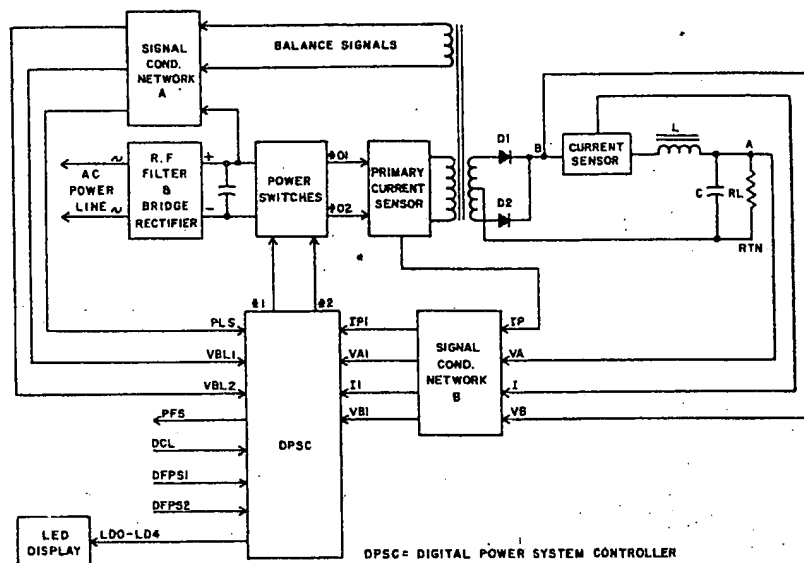 SIGNAL
COND.
NETWORK
A
BALANCE SIGNALS
AC
POWER
LINE
~
~
R.F
FILTER
&
BRIDGE
RECTIFIER
+
-
POWER
SWITCHES
ΦD1
ΦD2
PRIMARY
CURRENT
SENSOR
D1
D2
B
CURRENT
SENSOR
L
A
C
RL
RTN
Φ1
Φ2
PLS
VBL1
VBL2
PFS
DCL
DFPS1
DFPS2
DPSC
IP1
VA1
I1
VB1
SIGNAL
COND.
NETWORK
B
IP
VA
I
VB
LED
DISPLAY
LD0-LD4
DPSC= DIGITAL POWER SYSTEM CONTROLLER